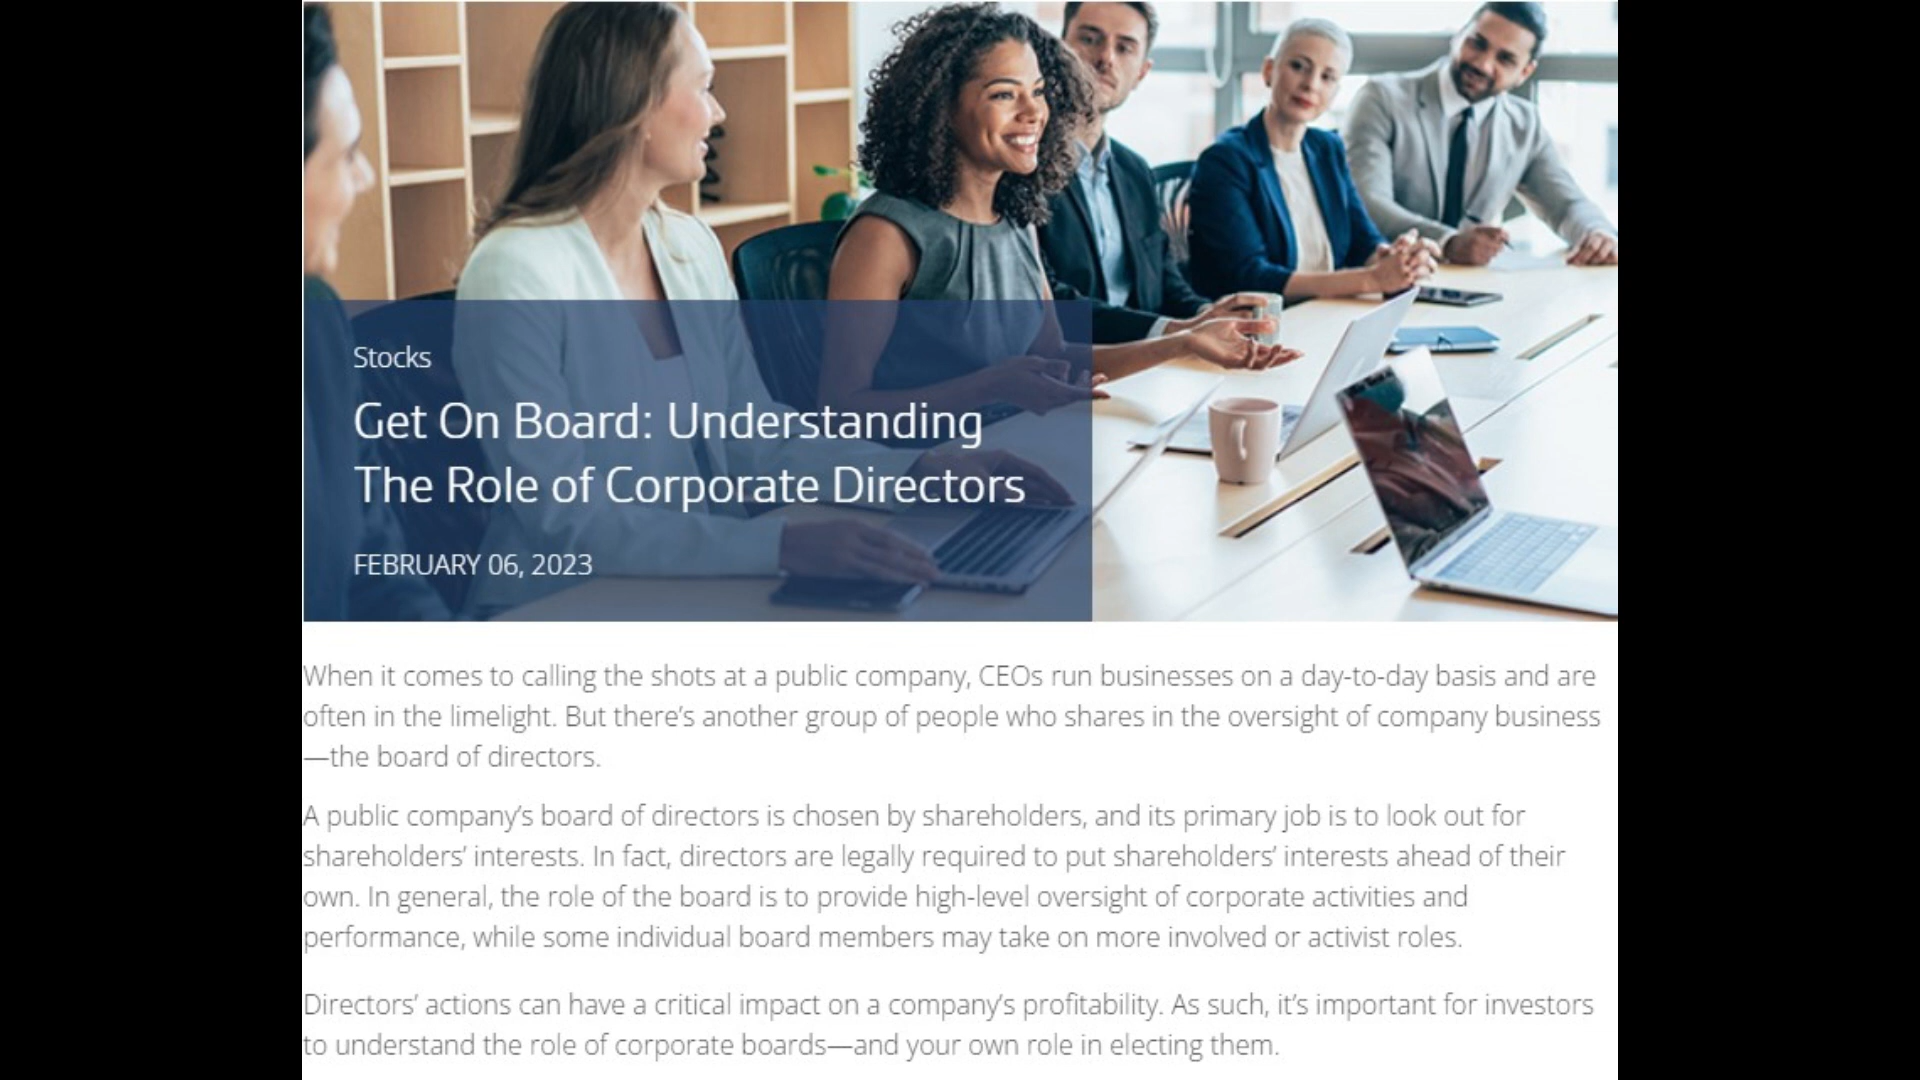 Stocks
Get On Board: Understanding
The Role of Corporate Directors
FEBRUARY 06, 2023
When it comes to calling the shots at a public company, CEOs run businesses on a day-to-day basis and are
often in the limelight. But there’s another group of people who shares in the oversight of company business
—the board of directors.
A public company’s board of directors is chosen by shareholders, and its primary job is to look out for
shareholders’ interests. In fact, directors are legally required to put shareholders’ interests ahead of their
own. In general, the role of the board is to provide high-level oversight of corporate activities and
performance, while some individual board members may take on more involved or activist roles.
Directors’ actions can have a critical impact on a company’s profitability. As such, it’s important for investors
to understand the role of corporate boards—and your own role in electing them.